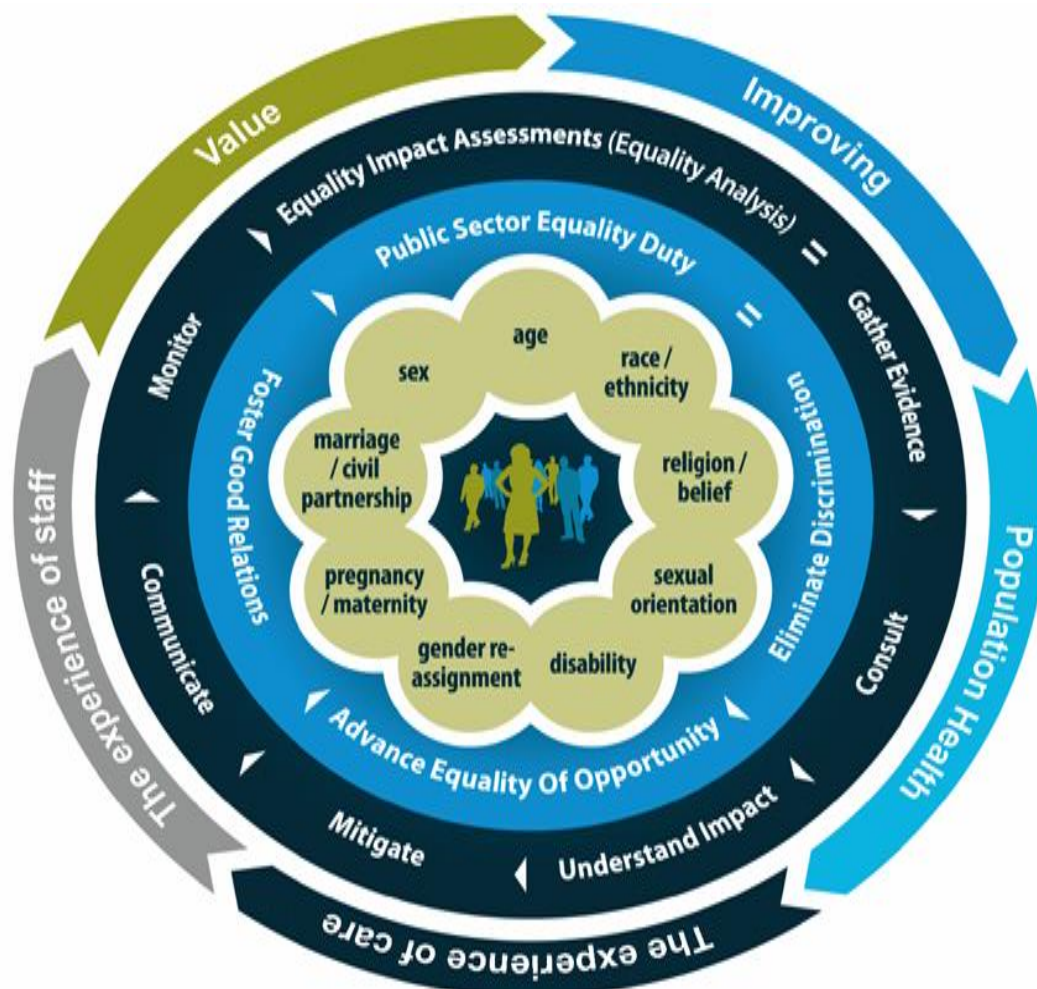 Value
Improving
Population Health
The experience of care
The experience of staff
Equality Impact Assessments (Equality Analysis) =
Gather Evidence
Consult
Understand Impact
Mitigate
Communicate
Monitor
Public Sector Equality Duty =
Eliminate Discrimination
Advance Equality Of Opportunity
Foster Good Relations
age
race /
ethnicity
religion /
belief
sexual
orientation
disability
gender re-
assignment
pregnancy
/ maternity
marriage
/ civil
partnership
sex